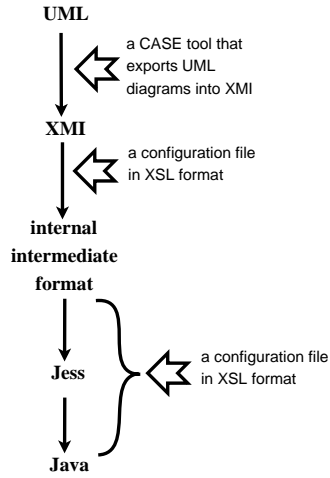 UML
a CASE tool that
exports UML
diagrams into XMI
XMI
a configuration file
in XSL format
internal
intermediate
format
a configuration file
in XSL format
Jess
Java